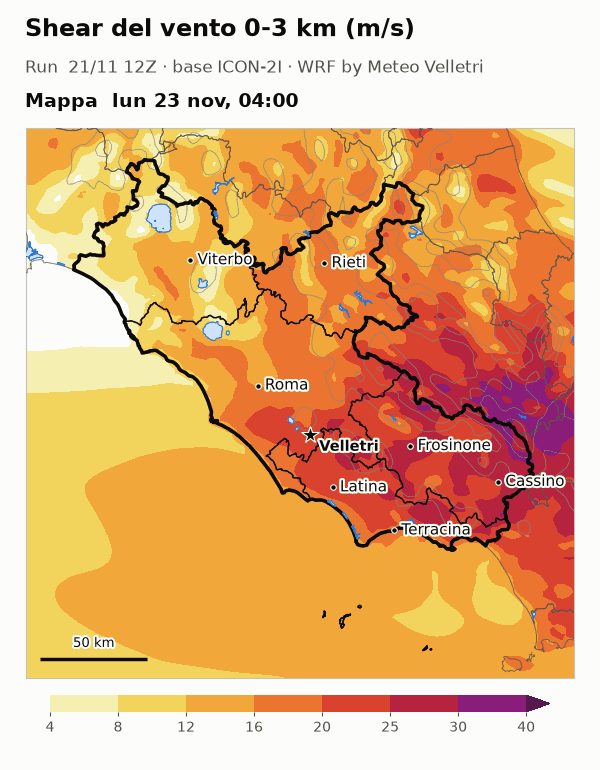 Shear del vento 0-3 km (m/s)
Run 21/11 12Z · base ICON-2I · WRF by Meteo Velletri
Mappa lun 23 nov, 04:00
Viterbo
Rieti
Roma
Velletri
Frosinone
Latina
Cassino
Terracina
50 km
4 8 12 16 20 25 30 40